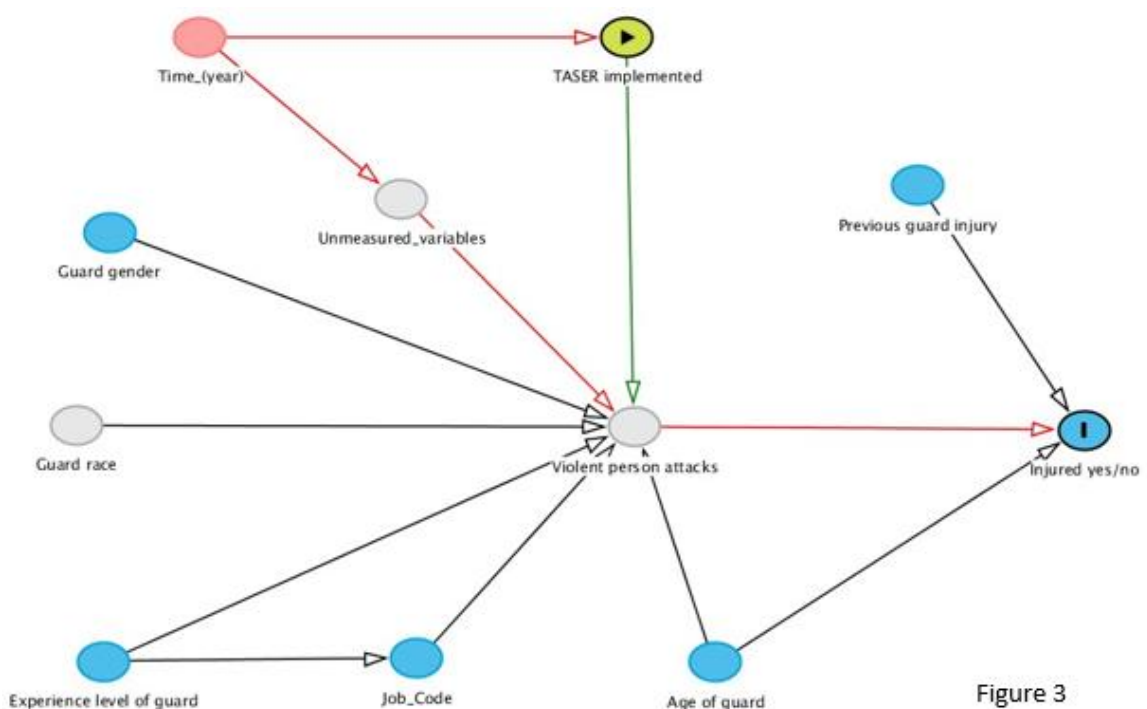 Time_(year)
TASER implemented
Previous guard injury
Unmeasured_variables
Guard gender
Guard race
Violent person attacks
Injured yes/no
Experience level of guard
Job_Code
Age of guard
Figure 3